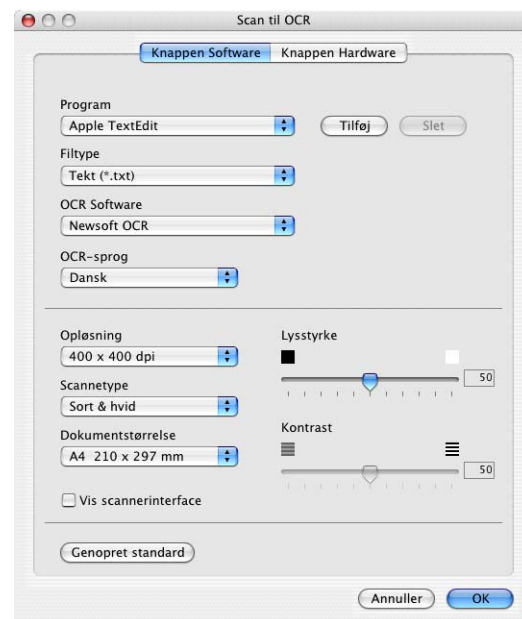 Scan til OCR
Knappen Software Knappen Hardware
Program
Apple TextEdit Tilføj Slet
Filtype
Tekt (*.txt)
OCR Software
Newsoft OCR
OCR-sprog
Dansk
Opløsning Lysstyrke
400 x 400 dpi
50
Scannetype
Sort & hvid
Kontrast
Dokumentstørrelse
A4 210 x 297 mm
50
Vis scannerinterface
Genopret standard
Annuller OK